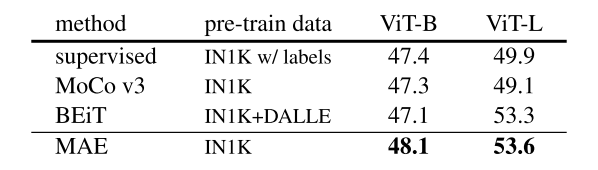 method pre-train data ViT-B ViT-L
supervised IN1K w/ labels 47.4 49.9
MoCo v3 IN1K 47.3 49.1
BEiT IN1K+DALLE 47.1 53.3
MAE IN1K 48.1 53.6